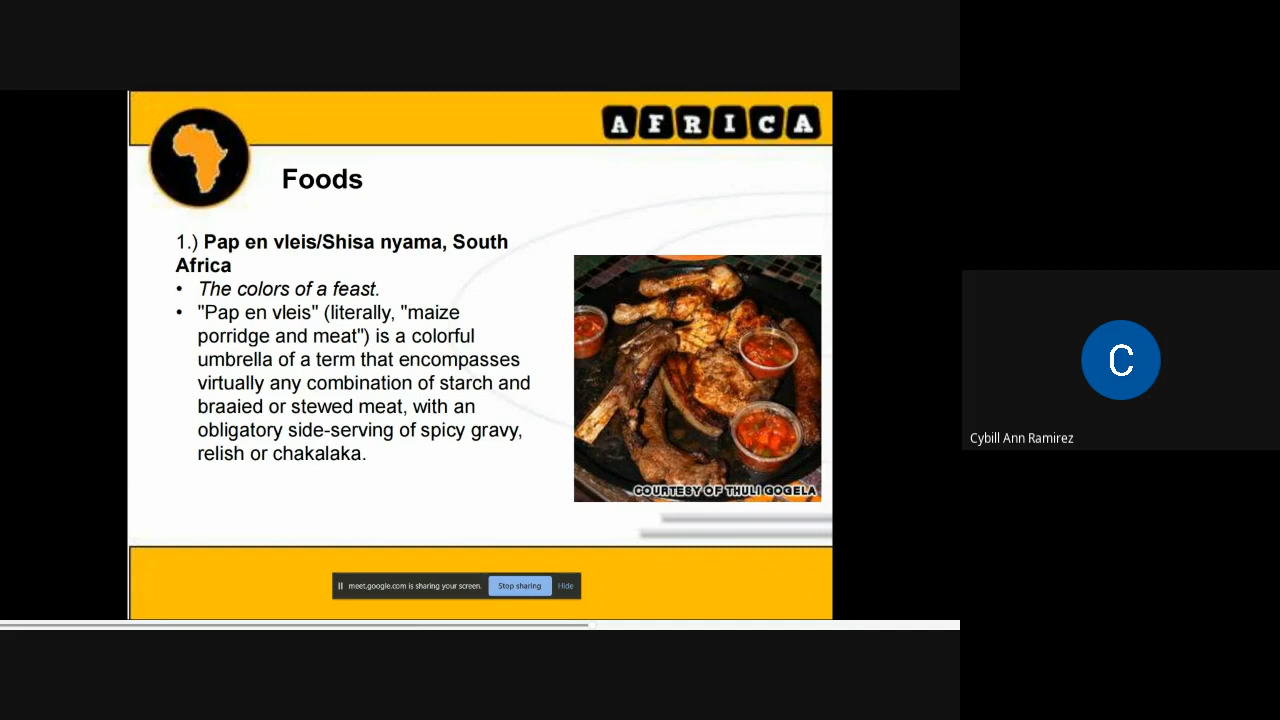 AFRICA
Foods
1.) Pap en vleis/Shisa nyama, South
Africa
• The colors of a feast.
• "Pap en vleis" (literally, "maize
porridge and meat") is a colorful
umbrella of a term that encompasses
virtually any combination of starch and
braaied or stewed meat, with an
obligatory side-serving of spicy gravy,
relish or chakalaka.
COURTESY OF THULI GOGELA
meet.google.com is sharing your screen. Stop sharing Hide
C
Cybill Ann Ramirez